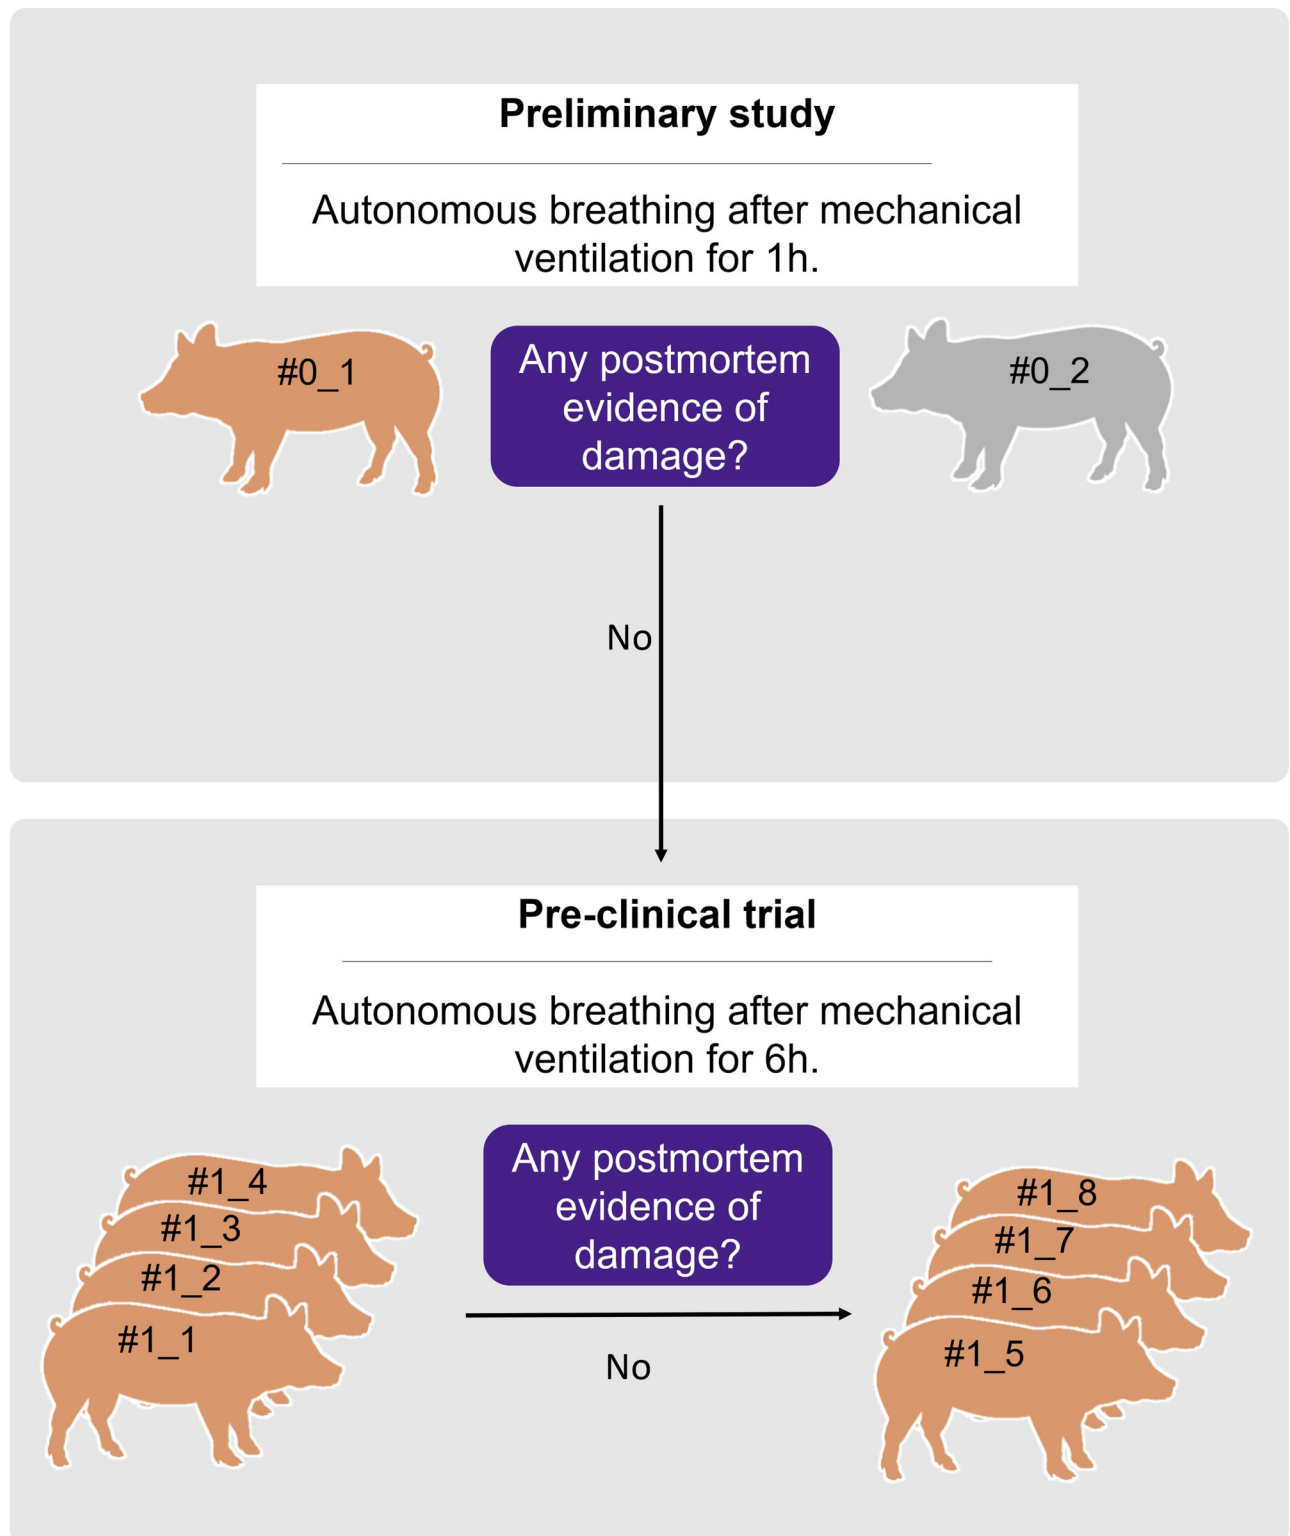 Preliminary study
Autonomous breathing after mechanical
ventilation for 1h.
#0_1
Any postmortem
evidence of
damage?
#0_2
No
Pre-clinical trial
Autonomous breathing after mechanical
ventilation for 6h.
#1_4
#1_3
#1_2
#1_1
Any postmortem
evidence of
damage?
No
#1_8
#1_7
#1_6
#1_5